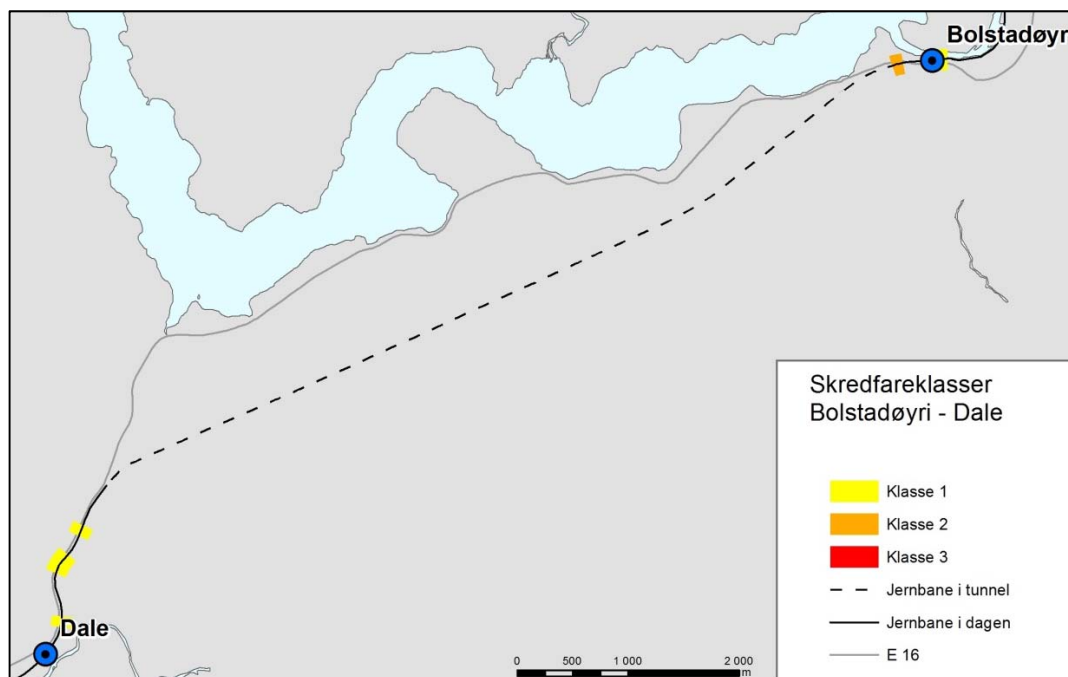 Bolstadøyri
Dale
Skredfareklasser
Bolstadøyri - Dale
Klasse 1
Klasse 2
Klasse 3
Jernbane i tunnel
Jernbane i dagen
E 16
0 500 1 000 2 000
m